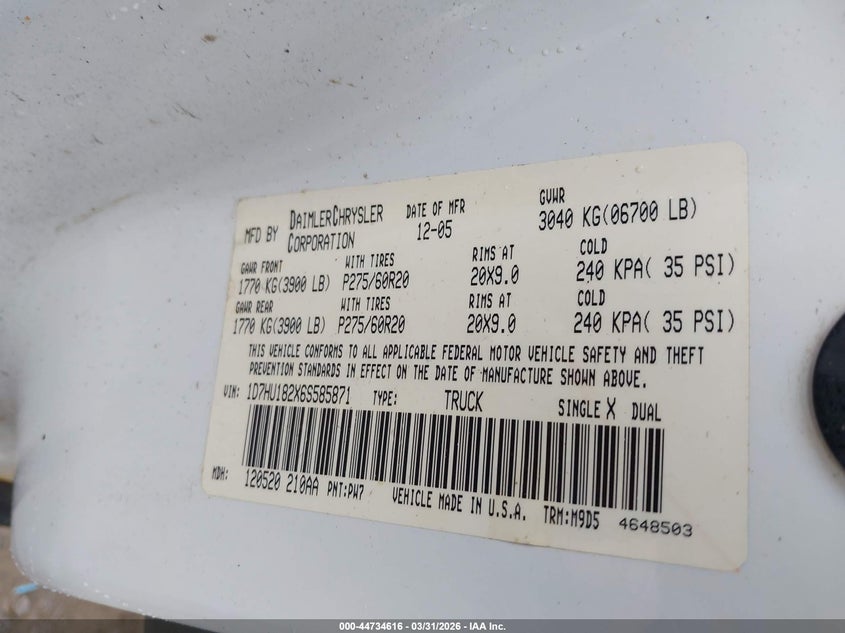 MFD BY DAIMLERCHRYSLER CORPORATION DATE OF MFR 12-05 GVWR 3040 KG(06700 LB)
GAWR FRONT WITH TIRES RIMS AT COLD
1770 KG(3900 LB) P275/60R20 20X9.0 240 KPA( 35 PSI)
GAWR REAR WITH TIRES RIMS AT COLD
1770 KG(3900 LB) P275/60R20 20X9.0 240 KPA( 35 PSI)
THIS VEHICLE CONFORMS TO ALL APPLICABLE FEDERAL MOTOR VEHICLE SAFETY AND THEFT
PREVENTION STANDARDS IN EFFECT ON THE DATE OF MANUFACTURE SHOWN ABOVE.
VIN: 1D7HU182X6S585871 TYPE: TRUCK SINGLE X DUAL
MDH: 120520 210AA PNT:PW7 VEHICLE MADE IN U.S.A. TRM:M9D5 4648503
000-44734616 - 03/31/2026 - IAA Inc.